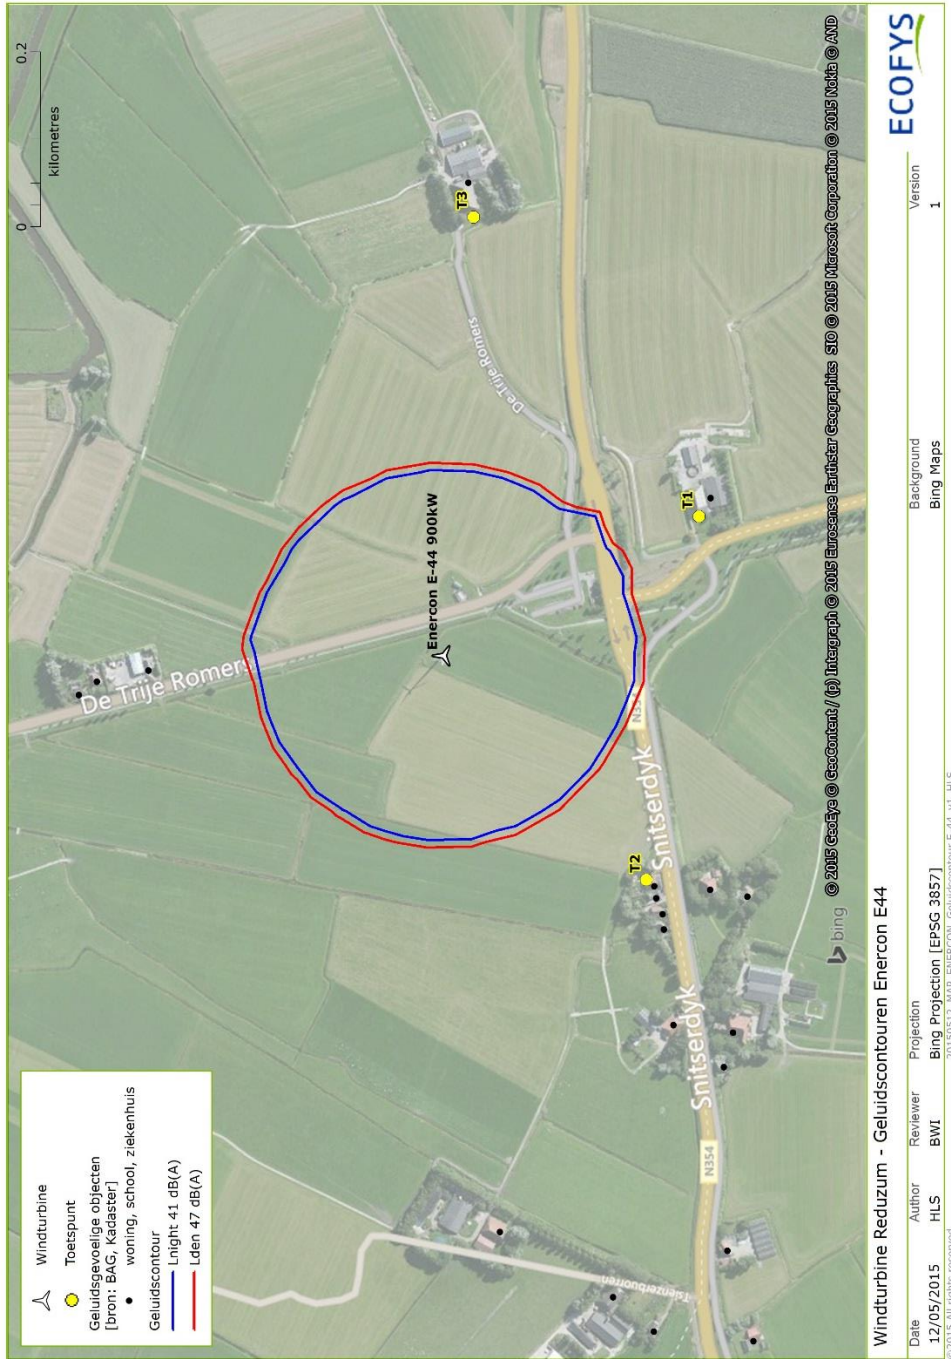 Windturbine
Toetspunt
Geluidsgevoelige objecten
[bron: BAG, Kadaster]
woning, school, ziekenhuis
Geluidscontour
Lnight 41 dB(A)
Lden 47 dB(A)
0 0.2
kilometres
De Trije Romers
Enercon E-44 900kW
De Trije Romers
T3
T2
T1
N354
Snitserdyk
Snitserdyk
N354
bing
© 2015 GeoEye © GeoContent / (p) Intergraph © 2015 Eurosense Earthstar Geographics SIO © 2015 Microsoft Corporation © 2015 Nokia © AND
Windturbine Reduzum - Geluidscontouren Enercon E44
ECOFYS
Date Author Reviewer Projection Background Version
12/05/2015 HLS BWI Bing Projection [EPSG 3857] Bing Maps 1